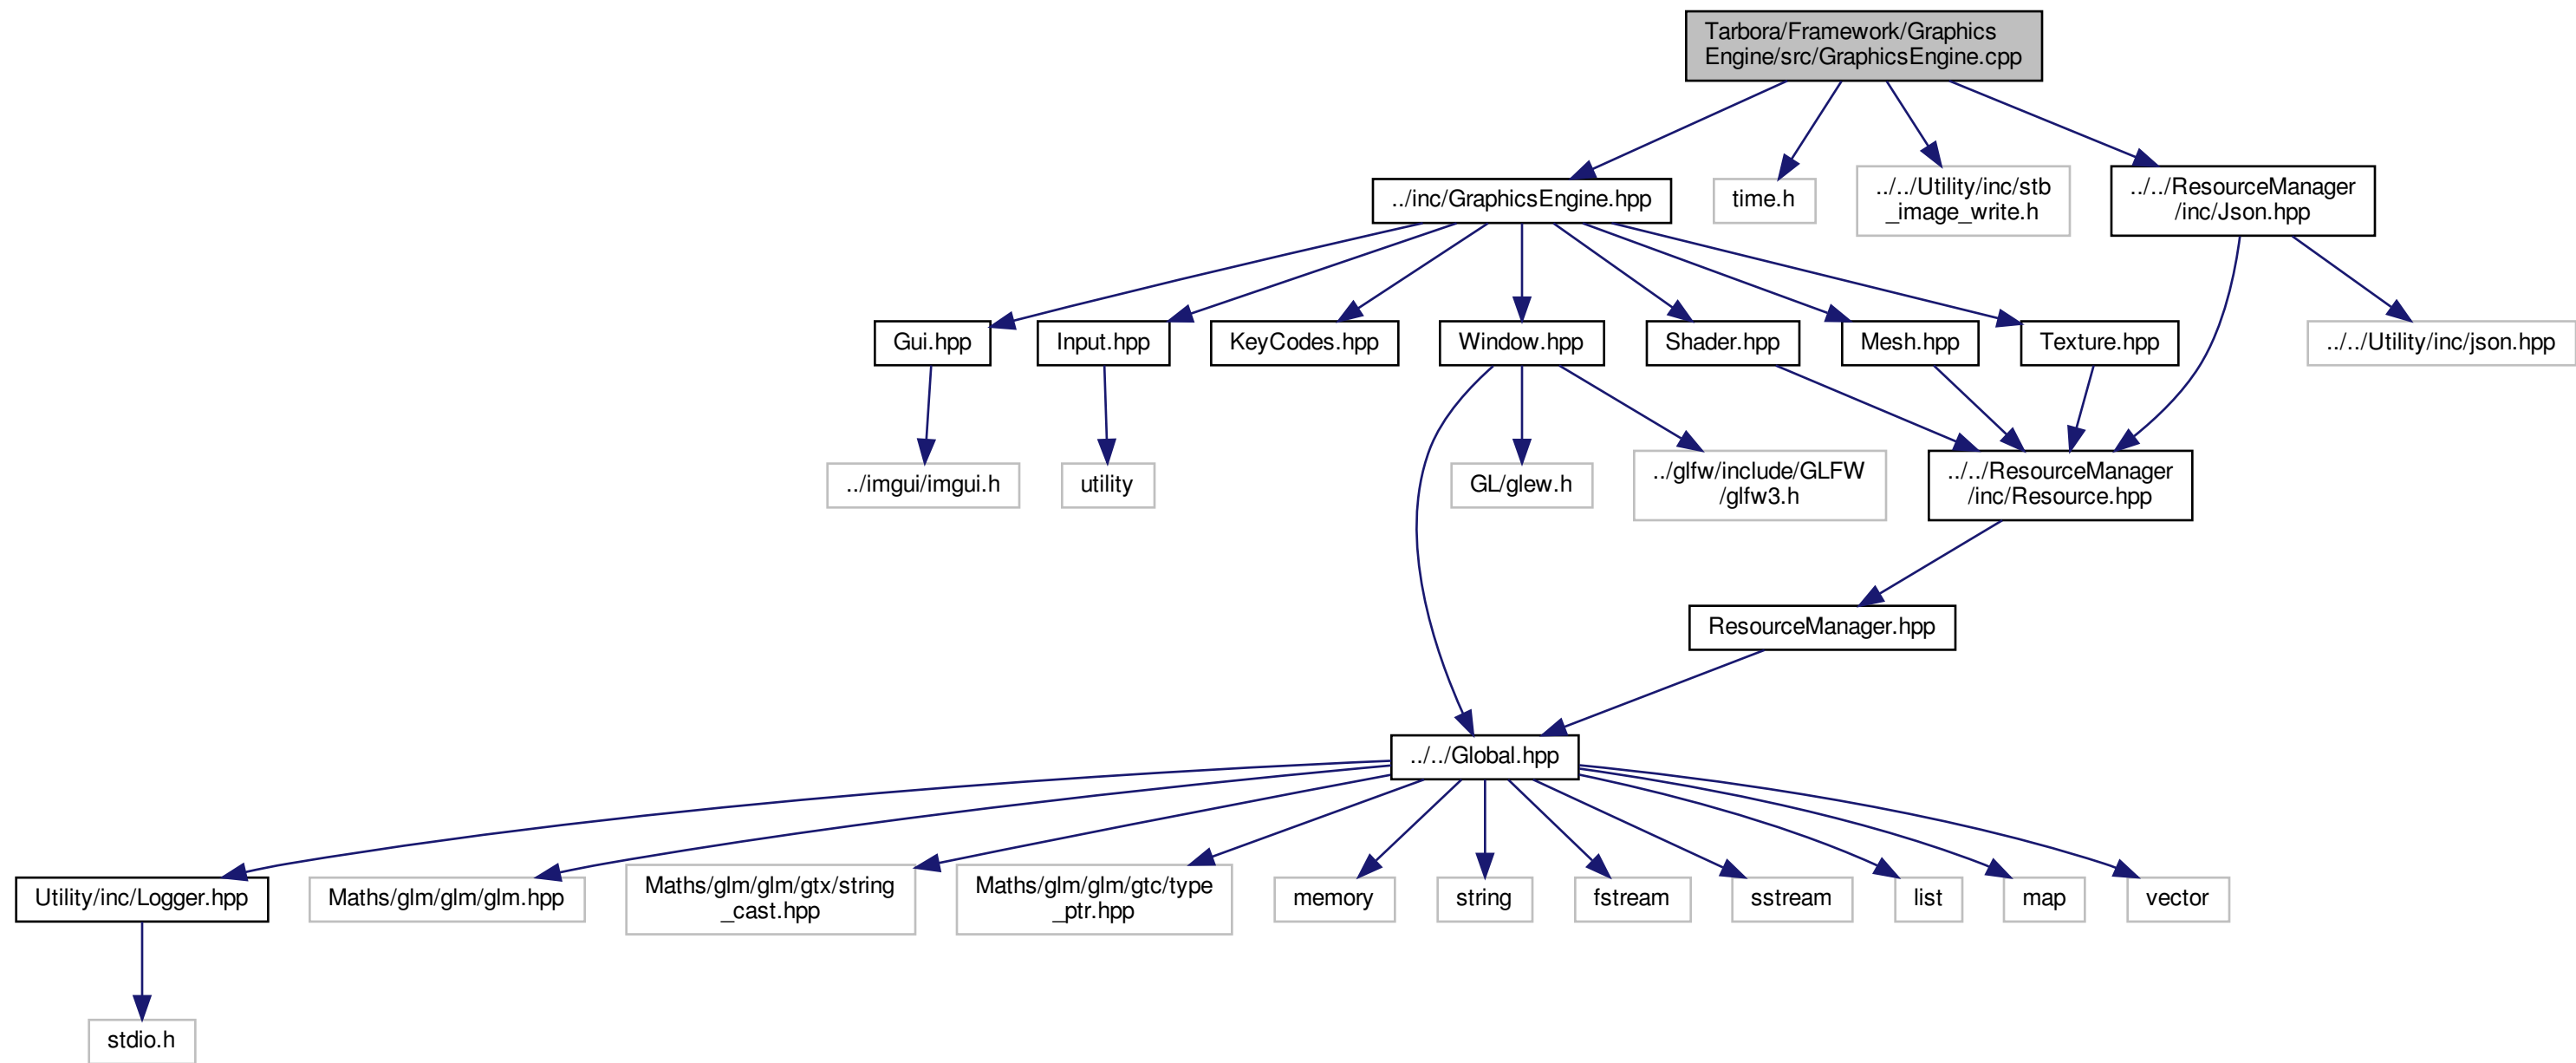 Tarbora/Framework/Graphics
Engine/src/GraphicsEngine.cpp
../inc/GraphicsEngine.hpp
time.h
../../Utility/inc/stb
_image_write.h
../../ResourceManager
/inc/Json.hpp
Gui.hpp
Input.hpp
KeyCodes.hpp
Window.hpp
Shader.hpp
Mesh.hpp
Texture.hpp
../../Utility/inc/json.hpp
../imgui/imgui.h
utility
GL/glew.h
../glfw/include/GLFW
/glfw3.h
../../ResourceManager
/inc/Resource.hpp
ResourceManager.hpp
../../Global.hpp
Utility/inc/Logger.hpp
Maths/glm/glm/glm.hpp
Maths/glm/glm/gtx/string
_cast.hpp
Maths/glm/glm/gtc/type
_ptr.hpp
memory
string
fstream
sstream
list
map
vector
stdio.h